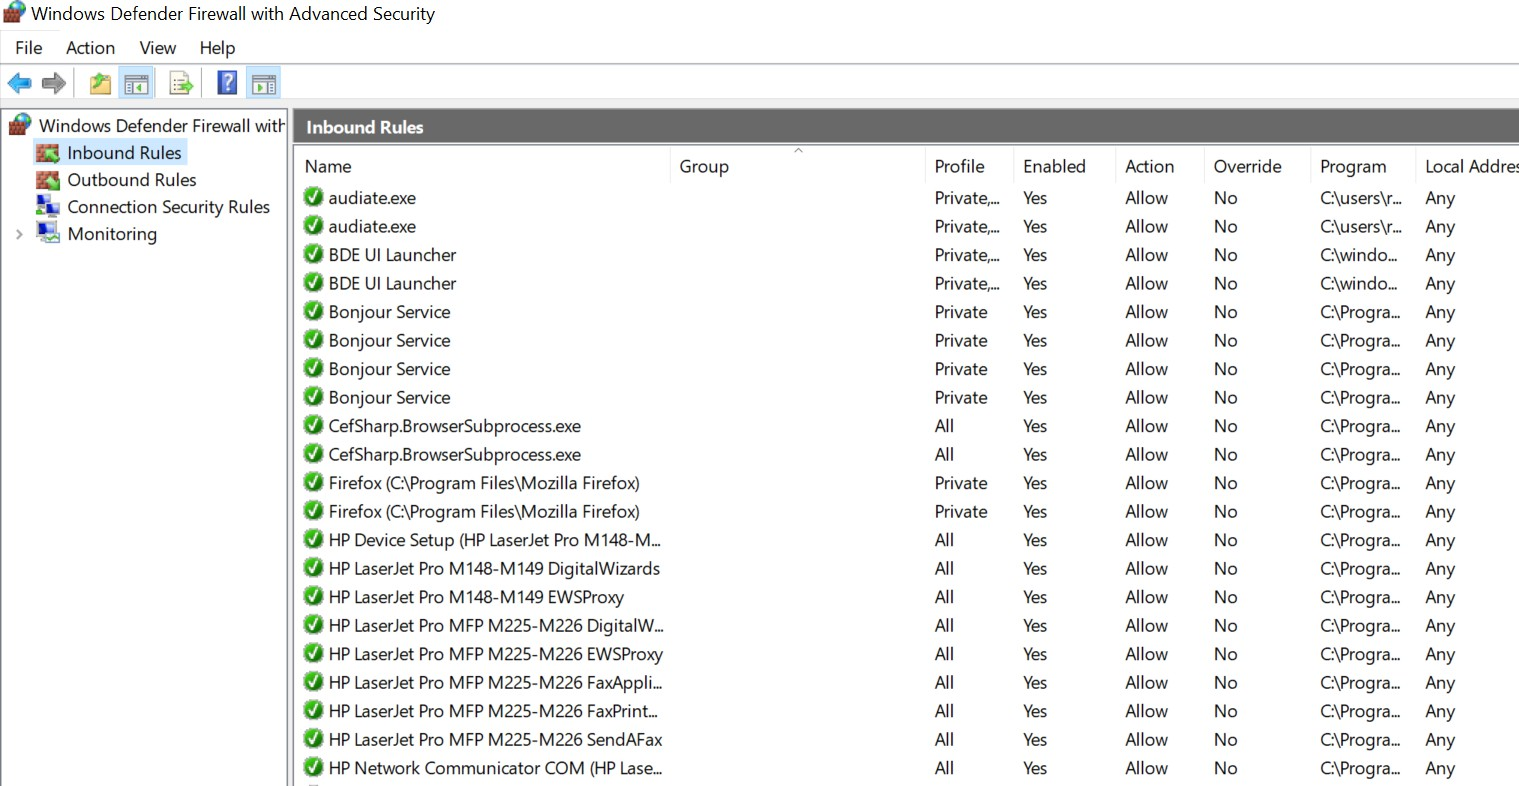 Windows Defender Firewall with Advanced Security
File Action View Help
Windows Defender Firewall with
Inbound Rules
Outbound Rules
Connection Security Rules
Monitoring
Inbound Rules
Name Group Profile Enabled Action Override Program Local Addres
audiate.exe Private,... Yes Allow No C:\users\r... Any
audiate.exe Private,... Yes Allow No C:\users\r... Any
BDE UI Launcher Private,... Yes Allow No C:\windo... Any
BDE UI Launcher Private,... Yes Allow No C:\windo... Any
Bonjour Service Private Yes Allow No C:\Progra... Any
Bonjour Service Private Yes Allow No C:\Progra... Any
Bonjour Service Private Yes Allow No C:\Progra... Any
Bonjour Service Private Yes Allow No C:\Progra... Any
CefSharp.BrowserSubprocess.exe All Yes Allow No C:\Progra... Any
CefSharp.BrowserSubprocess.exe All Yes Allow No C:\Progra... Any
Firefox (C:\Program Files\Mozilla Firefox) Private Yes Allow No C:\Progra... Any
Firefox (C:\Program Files\Mozilla Firefox) Private Yes Allow No C:\Progra... Any
HP Device Setup (HP LaserJet Pro M148-M... All Yes Allow No C:\Progra... Any
HP LaserJet Pro M148-M149 DigitalWizards All Yes Allow No C:\Progra... Any
HP LaserJet Pro M148-M149 EWSProxy All Yes Allow No C:\Progra... Any
HP LaserJet Pro MFP M225-M226 DigitalW... All Yes Allow No C:\Progra... Any
HP LaserJet Pro MFP M225-M226 EWSProxy All Yes Allow No C:\Progra... Any
HP LaserJet Pro MFP M225-M226 FaxAppli... All Yes Allow No C:\Progra... Any
HP LaserJet Pro MFP M225-M226 FaxPrint... All Yes Allow No C:\Progra... Any
HP LaserJet Pro MFP M225-M226 SendAFax All Yes Allow No C:\Progra... Any
HP Network Communicator COM (HP Lase... All Yes Allow No C:\Progra... Any